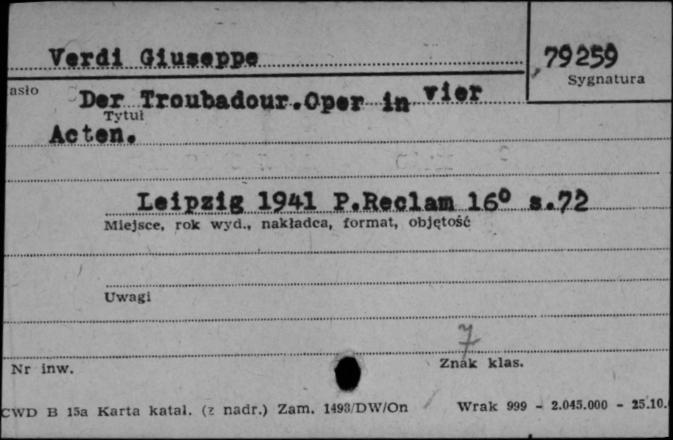 Verdi Giuseppe
79259
Sygnatura
asło
Der Troubadour.Oper in vier
Tytuł
Acten.
Leipzig 1941 P.Reclam 16° s.72
Miejsce, rok wyd., nakładca, format, objętość
Uwagi
7
Nr inw.
Znak klas.
CWD B 15a Karta katal. (z nadr.) Zam. 1493/DW/On Wrak 999 - 2.045.000 - 25.10.